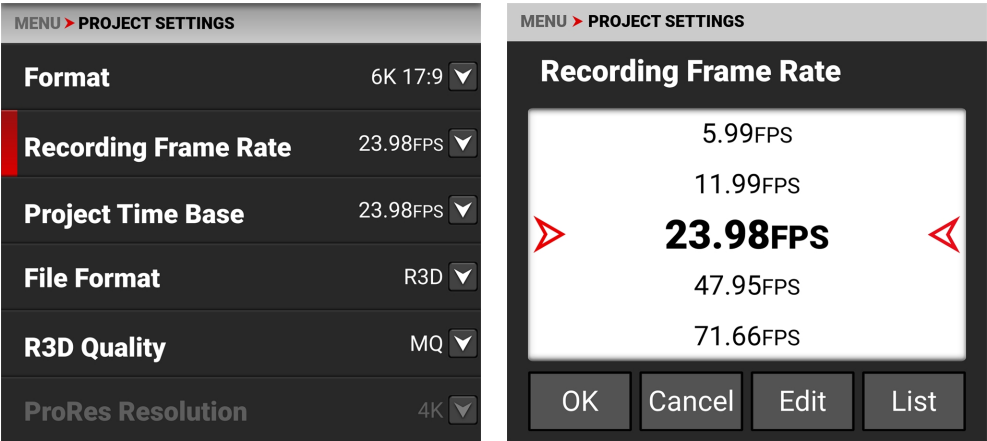 MENU PROJECT SETTINGS
Format 6K 17:9
Recording Frame Rate 23.98FPS
Project Time Base 23.98FPS
File Format R3D
R3D Quality MQ
ProRes Resolution 4K
MENU PROJECT SETTINGS
Recording Frame Rate
5.99FPS
11.99FPS
23.98FPS
47.95FPS
71.66FPS
OK Cancel Edit List